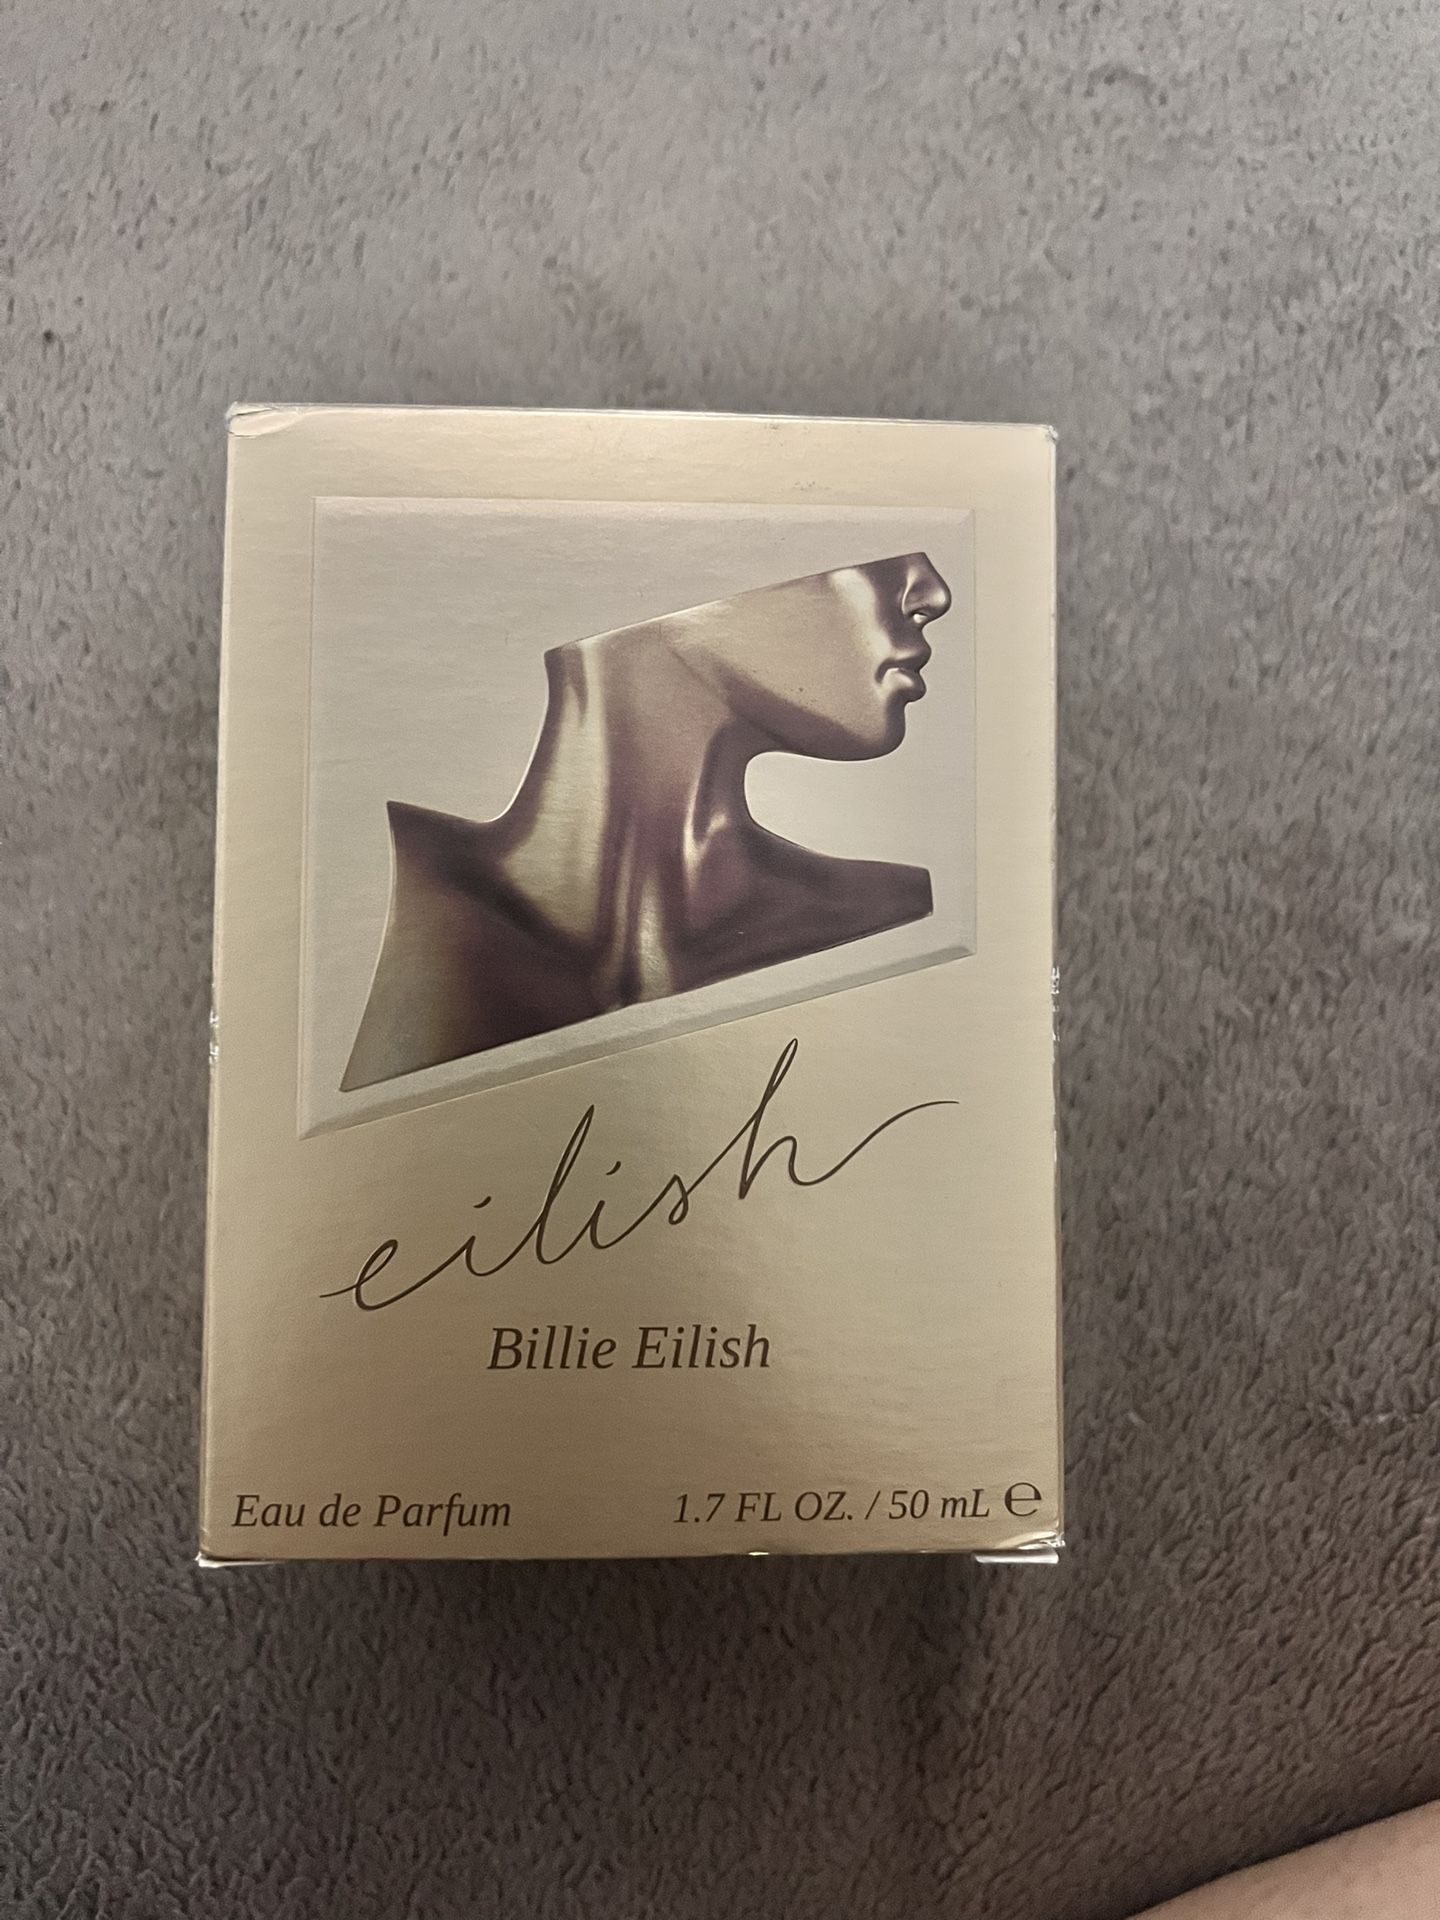 eilish
Billie Eilish
Eau de Parfum 1.7 FL OZ. / 50 mL ℮